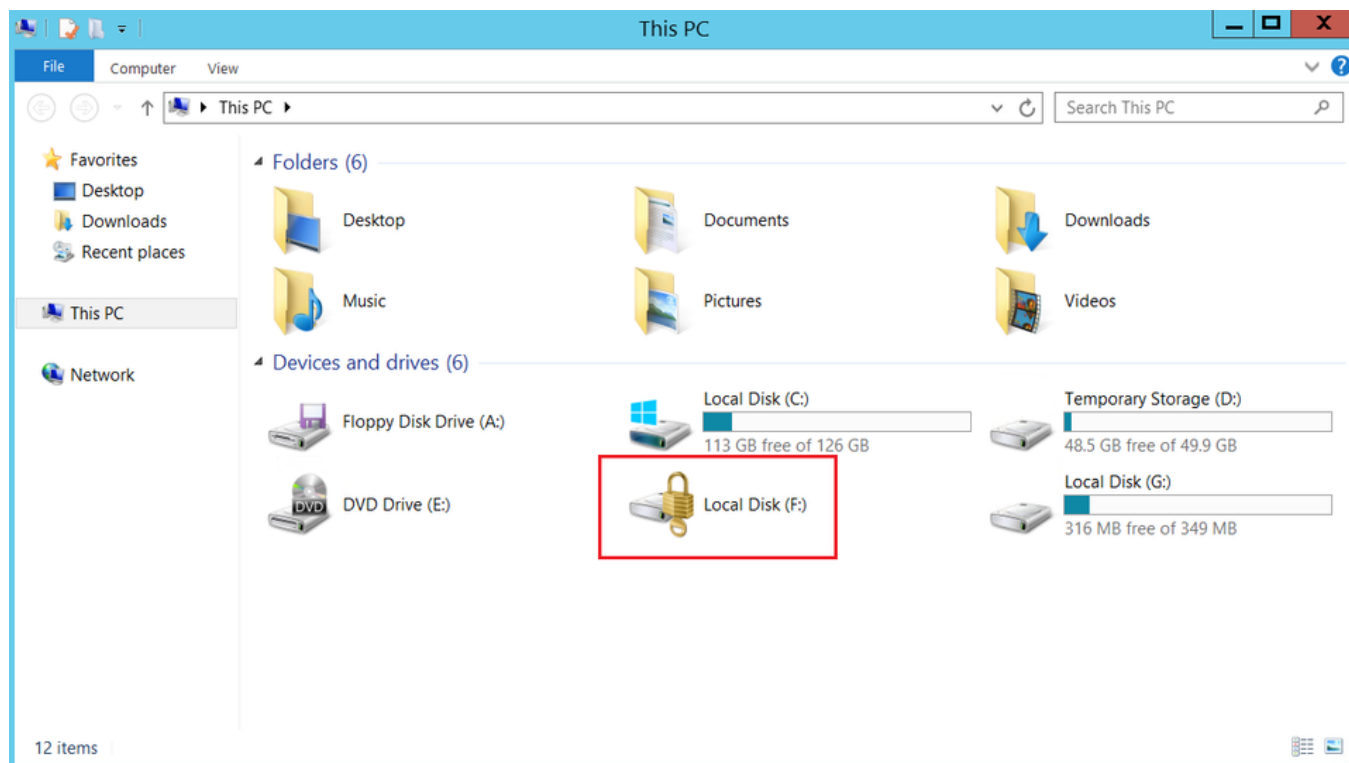 This PC
File Computer View
This PC
Search This PC
Favorites
Desktop
Downloads
Recent places
This PC
Network
Folders (6)
Desktop
Documents
Downloads
Music
Pictures
Videos
Devices and drives (6)
Floppy Disk Drive (A:)
Local Disk (C:)
113 GB free of 126 GB
Temporary Storage (D:)
48.5 GB free of 49.9 GB
DVD
DVD Drive (E:)
Local Disk (F:)
Local Disk (G:)
316 MB free of 349 MB
12 items